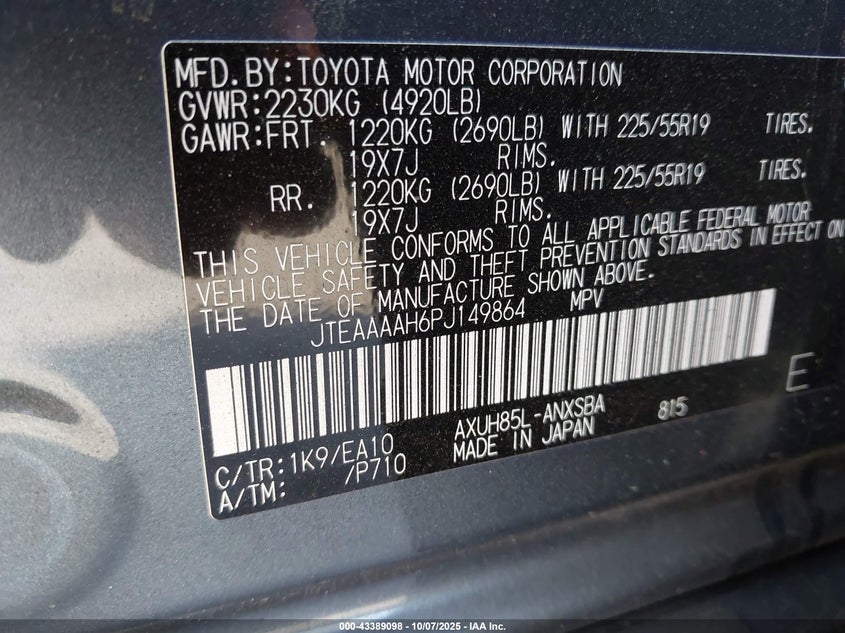 MFD.BY:TOYOTA MOTOR CORPORATION
GVWR:2230KG (4920LB)
GAWR:FRT. 1220KG (2690LB) WITH 225/55R19 TIRES.
19X7J RIMS.
RR. 1220KG (2690LB) WITH 225/55R19 TIRES.
19X7J RIMS.
THIS VEHICLE CONFORMS TO ALL APPLICABLE FEDERAL MOTOR
VEHICLE SAFETY AND THEFT PREVENTION STANDARDS IN EFFECT ON
THE DATE OF MANUFACTURE SHOWN ABOVE.
JTEAAAAH6PJ149864 MPV
E
C/TR:1K9/EA10 AXUH85L-ANXSBA 815
A/TM: /P710 MADE IN JAPAN
000-43389098 - 10/07/2025 - IAA Inc.